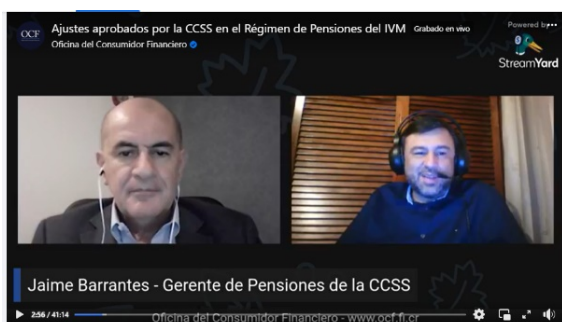 OCF
Ajustes aprobados por la CCSS en el Régimen de Pensiones del IVM Grabado en vivo
Oficina del Consumidor Financiero
Powered by
StreamYard
Jaime Barrantes - Gerente de Pensiones de la CCSS
2:56 / 41:14
Oficina del Consumidor Financiero - www.ocf.fi.cr